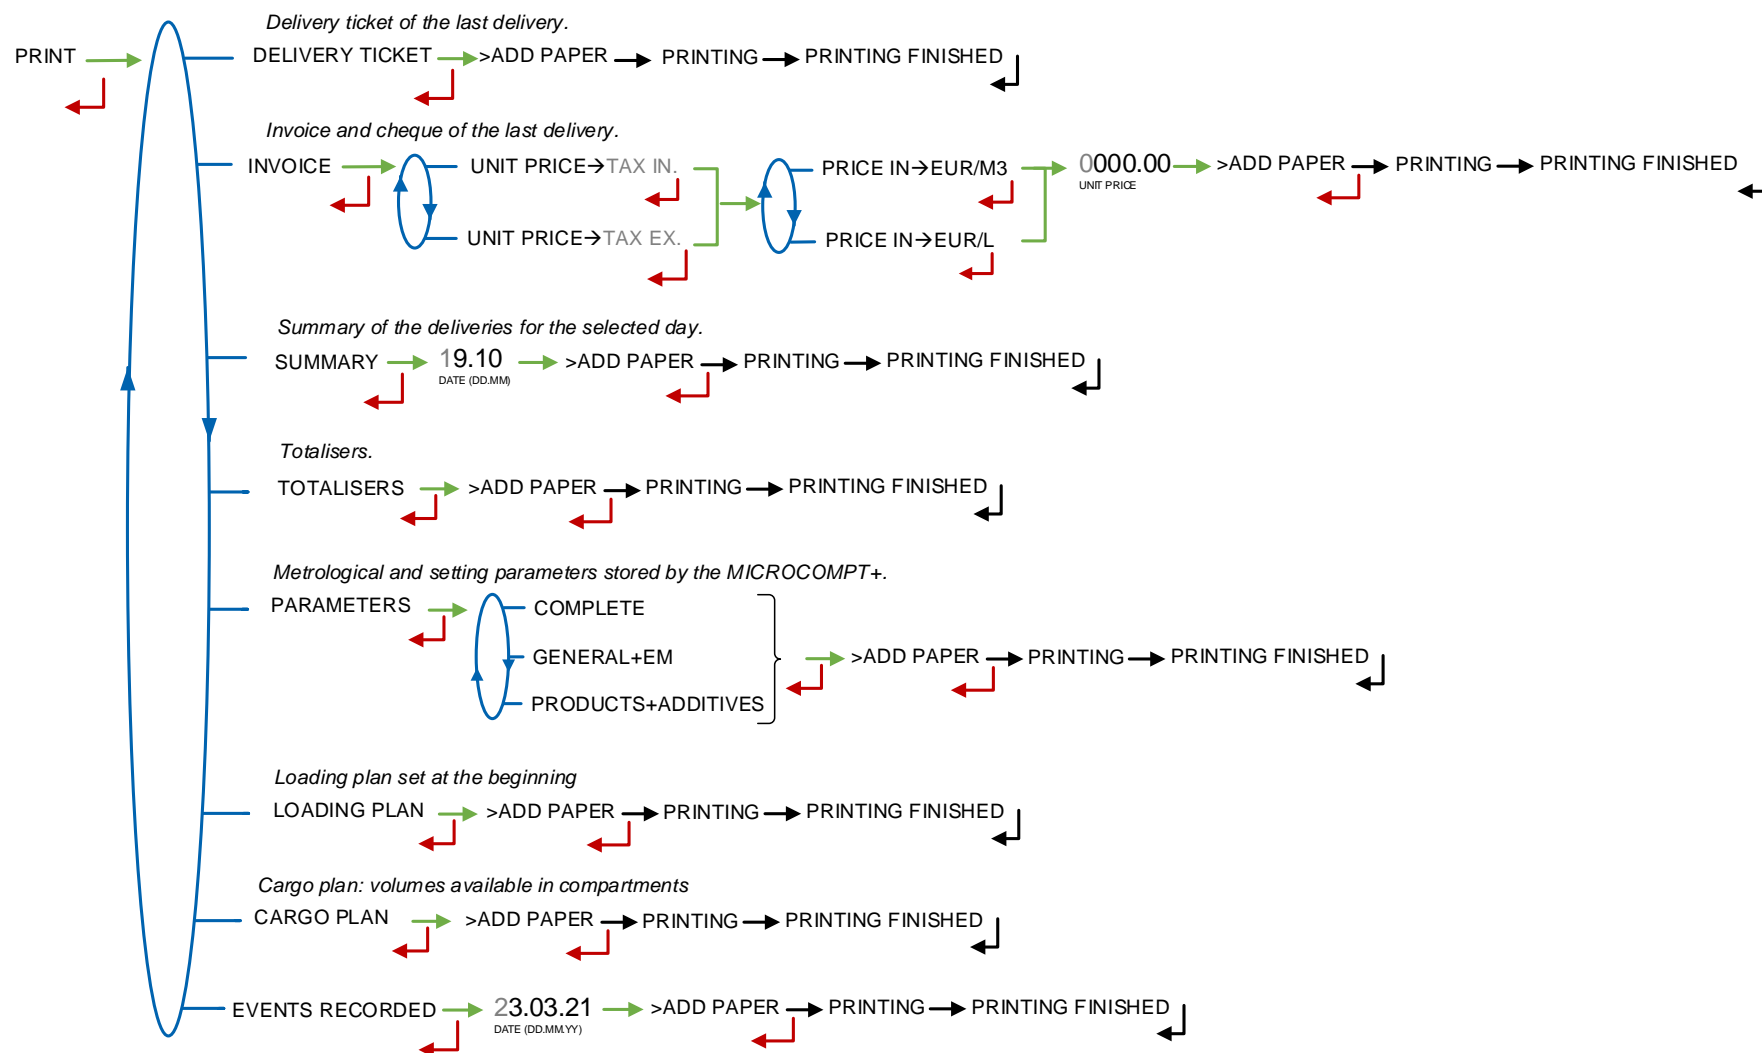 Delivery ticket of the last delivery.
PRINT DELIVERY TICKET >ADD PAPER PRINTING PRINTING FINISHED
Invoice and cheque of the last delivery.
INVOICE UNIT PRICE→TAX IN. PRICE IN→EUR/M3 0000.00 >ADD PAPER PRINTING PRINTING FINISHED
UNIT PRICE
UNIT PRICE→TAX EX. PRICE IN→EUR/L
Summary of the deliveries for the selected day.
SUMMARY 19.10 >ADD PAPER PRINTING PRINTING FINISHED
DATE (DD.MM)
Totalisers.
TOTALISERS >ADD PAPER PRINTING PRINTING FINISHED
Metrological and setting parameters stored by the MICROCOMPT+.
PARAMETERS COMPLETE
GENERAL+EM >ADD PAPER PRINTING PRINTING FINISHED
PRODUCTS+ADDITIVES
Loading plan set at the beginning
LOADING PLAN >ADD PAPER PRINTING PRINTING FINISHED
Cargo plan: volumes available in compartments
CARGO PLAN >ADD PAPER PRINTING PRINTING FINISHED
EVENTS RECORDED 23.03.21 >ADD PAPER PRINTING PRINTING FINISHED
DATE (DD.MM.YY)